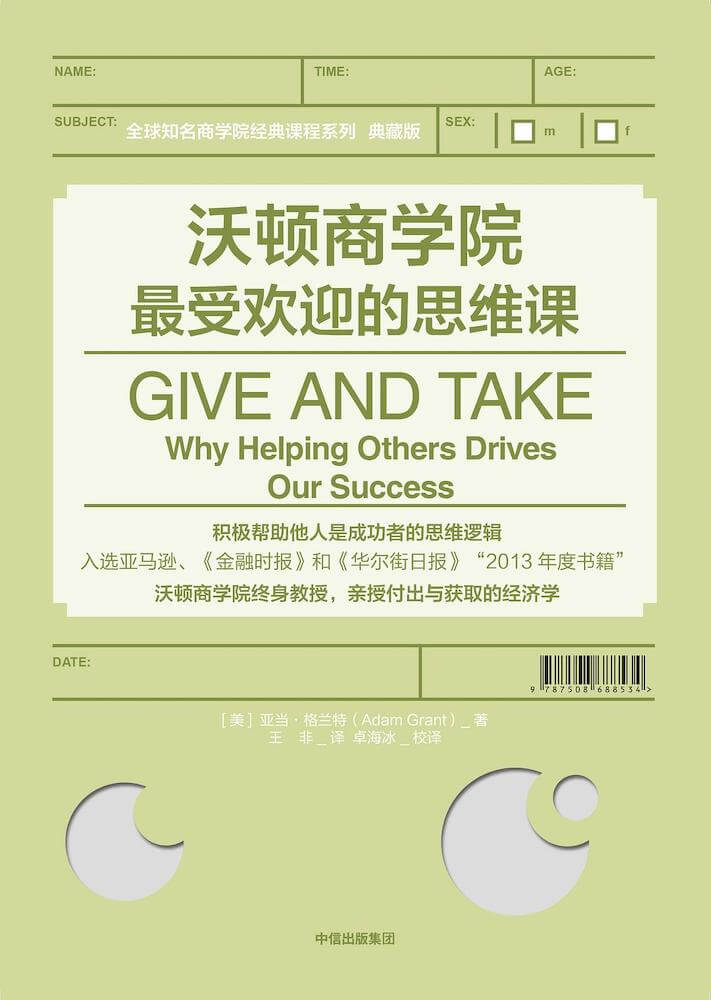 NAME: TIME: AGE:
SUBJECT: 全球知名商学院经典课程系列 典藏版 SEX: m f
沃顿商学院
最受欢迎的思维课
GIVE AND TAKE
Why Helping Others Drives
Our Success
积极帮助他人是成功者的思维逻辑
入选亚马逊、《金融时报》和《华尔街日报》“2013 年度书籍”
沃顿商学院终身教授，亲授付出与获取的经济学
DATE:
9 787508 688534 >
[ 美 ] 亚当·格兰特（Adam Grant）_ 著
王 非 _ 译 卓海冰 _ 校译
中信出版集团